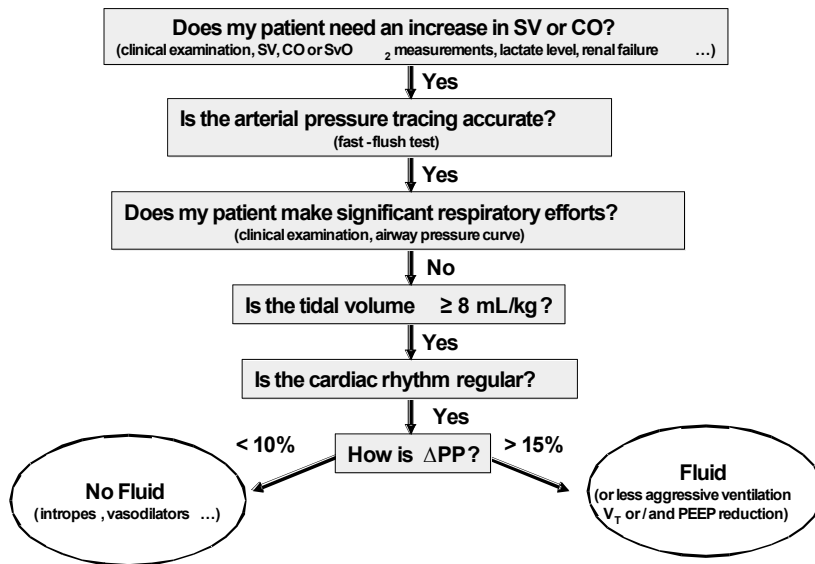 Does my patient need an increase in SV or CO?
(clinical examination, SV, CO or SvO 2 measurements, lactate level, renal failure ...)
Yes
Is the arterial pressure tracing accurate?
(fast -flush test)
Yes
Does my patient make significant respiratory efforts?
(clinical examination, airway pressure curve)
No
Is the tidal volume ≥ 8 mL/kg?
Yes
Is the cardiac rhythm regular?
Yes
< 10%
How is ΔPP?
> 15%
No Fluid
(intropes , vasodilators ...)
Fluid
(or less aggressive ventilation
VT or / and PEEP reduction)